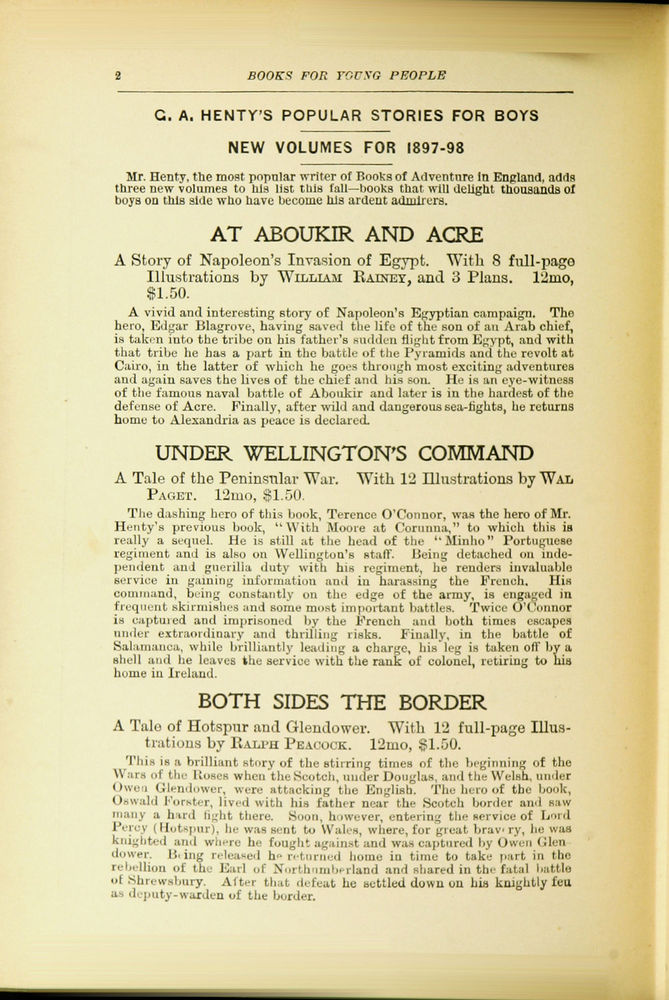 2 BOOKS FOR YOUNG PEOPLE
G. A. HENTY'S POPULAR STORIES FOR BOYS
NEW VOLUMES FOR 1897-98
Mr. Henty, the most popular writer of Books of Adventure in England, adds
three new volumes to his list this fall—books that will delight thousands of
boys on this side who have become his ardent admirers.
AT ABOUKIR AND ACRE
A Story of Napoleon's Invasion of Egypt. With 8 full-page
Illustrations by WILLIAM RAINEY, and 3 Plans. 12mo,
$1.50.
A vivid and interesting story of Napoleon's Egyptian campaign. The
hero, Edgar Blagrove, having saved the life of the son of an Arab chief,
is taken into the tribe on his father's sudden flight from Egypt, and with
that tribe he has a part in the battle of the Pyramids and the revolt at
Cairo, in the latter of which he goes through most exciting adventures
and again saves the lives of the chief and his son. He is an eye-witness
of the famous naval battle of Aboukir and later is in the hardest of the
defense of Acre. Finally, after wild and dangerous sea-fights, he returns
home to Alexandria as peace is declared.
UNDER WELLINGTON'S COMMAND
A Tale of the Peninsular War. With 12 Illustrations by WAL
PAGET. 12mo, $1.50.
The dashing hero of this book, Terence O'Connor, was the hero of Mr.
Henty's previous book, "With Moore at Corunna," to which this is
really a sequel. He is still at the head of the "Minho" Portuguese
regiment and is also on Wellington's staff. Being detached on inde-
pendent and guerilla duty with his regiment, he renders invaluable
service in gaining information and in harassing the French. His
command, being constantly on the edge of the army, is engaged in
frequent skirmishes and some most important battles. Twice O'Connor
is captured and imprisoned by the French and both times escapes
under extraordinary and thrilling risks. Finally, in the battle of
Salamanca, while brilliantly leading a charge, his leg is taken off by a
shell and he leaves the service with the rank of colonel, retiring to his
home in Ireland.
BOTH SIDES THE BORDER
A Tale of Hotspur and Glendower. With 12 full-page Illus-
trations by RALPH PEACOCK. 12mo, $1.50.
This is a brilliant story of the stirring times of the beginning of the
Wars of the Roses when the Scotch, under Douglas, and the Welsh, under
Owen Glendower, were attacking the English. The hero of the book,
Oswald Forster, lived with his father near the Scotch border and saw
many a hard fight there. Soon, however, entering the service of Lord
Percy (Hotspur), he was sent to Wales, where, for great bravery, he was
knighted and where he fought against and was captured by Owen Glen
dower. Being released he returned home in time to take part in the
rebellion of the Earl of Northumberland and shared in the fatal battle
of Shrewsbury. After that defeat he settled down on his knightly feu
as deputy-warden of the border.